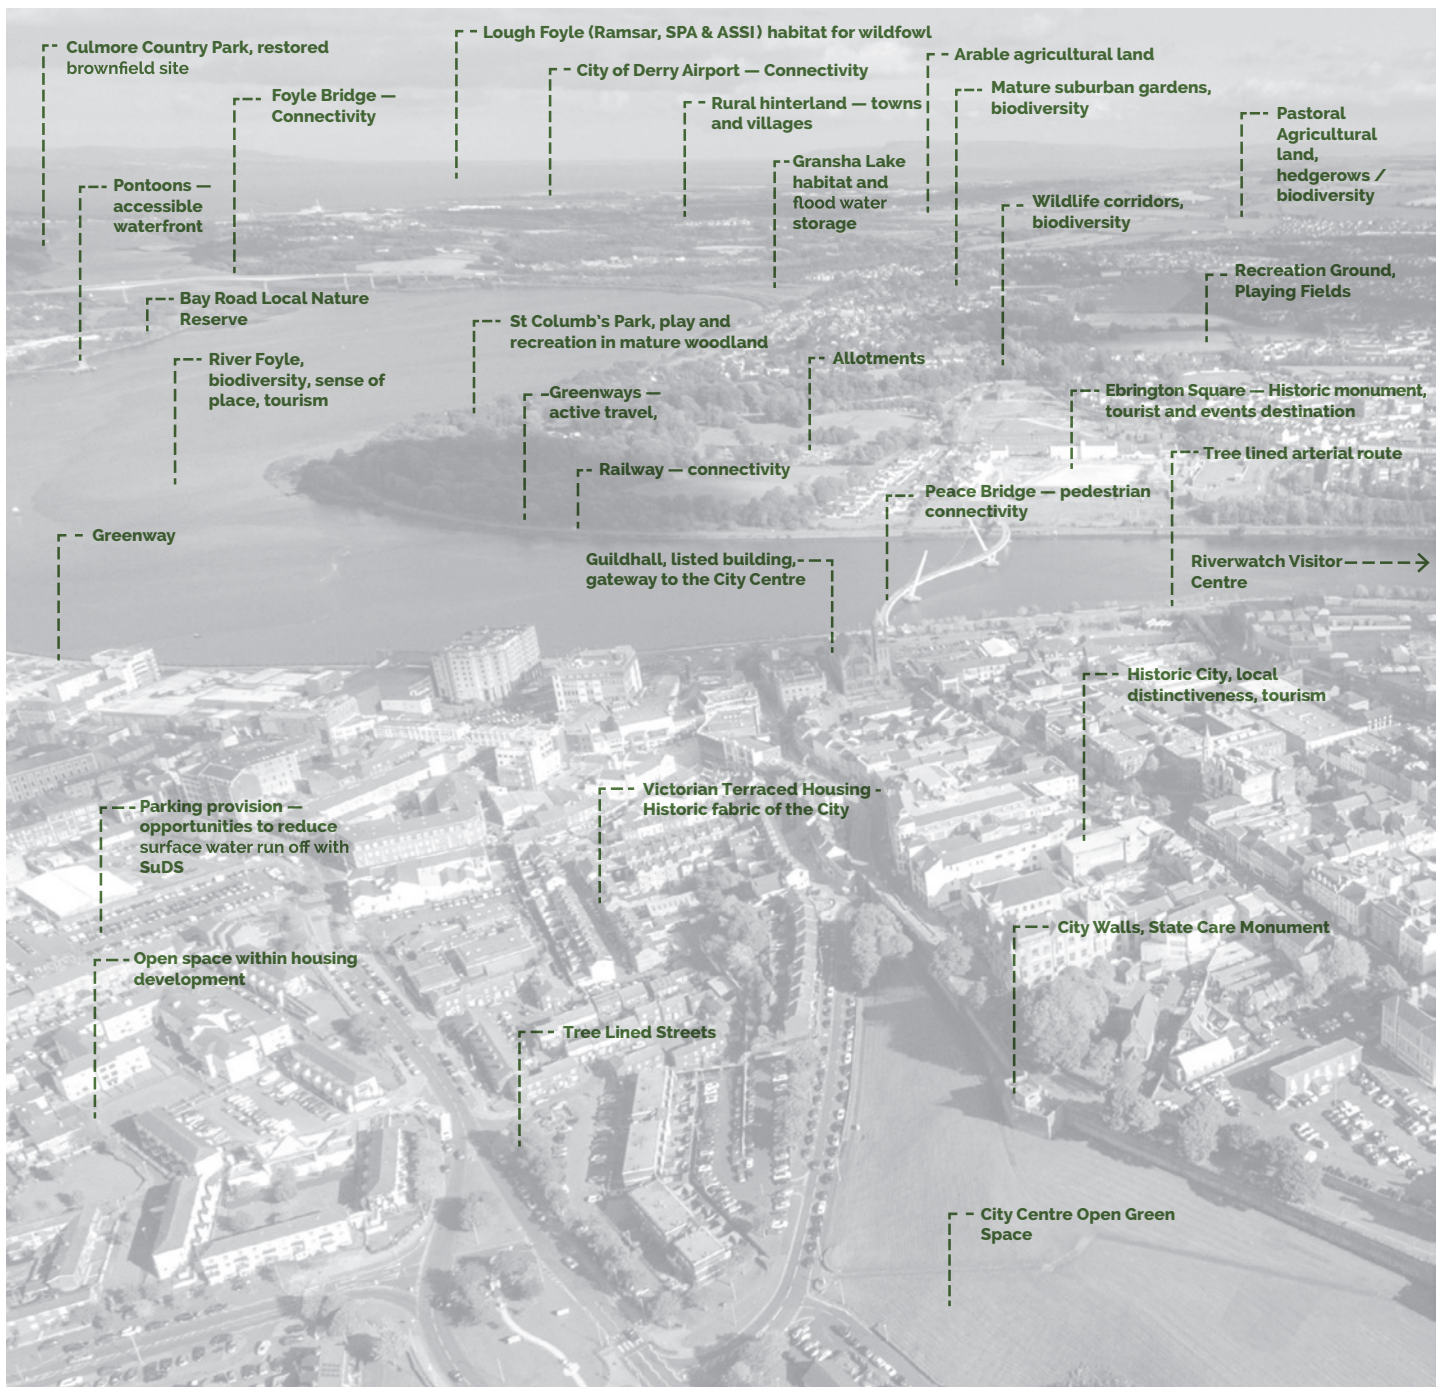 Lough Foyle (Ramsar, SPA & ASSI) habitat for wildfowl
Culmore Country Park, restored
brownfield site
Arable agricultural land
City of Derry Airport — Connectivity
Mature suburban gardens,
biodiversity
Foyle Bridge —
Connectivity
Rural hinterland — towns
and villages
Pastoral
Agricultural
land,
hedgerows /
biodiversity
Gransha Lake
habitat and
flood water
storage
Pontoons —
accessible
waterfront
Wildlife corridors,
biodiversity
Recreation Ground,
Playing Fields
Bay Road Local Nature
Reserve
St Columb's Park, play and
recreation in mature woodland
River Foyle,
biodiversity, sense of
place, tourism
Allotments
Greenways —
active travel,
Ebrington Square — Historic monument,
tourist and events destination
Tree lined arterial route
Railway — connectivity
Peace Bridge — pedestrian
connectivity
Greenway
Guildhall, listed building,
gateway to the City Centre
Riverwatch Visitor
Centre
Historic City, local
distinctiveness, tourism
Victorian Terraced Housing -
Historic fabric of the City
Parking provision —
opportunities to reduce
surface water run off with
SuDS
City Walls, State Care Monument
Open space within housing
development
Tree Lined Streets
City Centre Open Green
Space